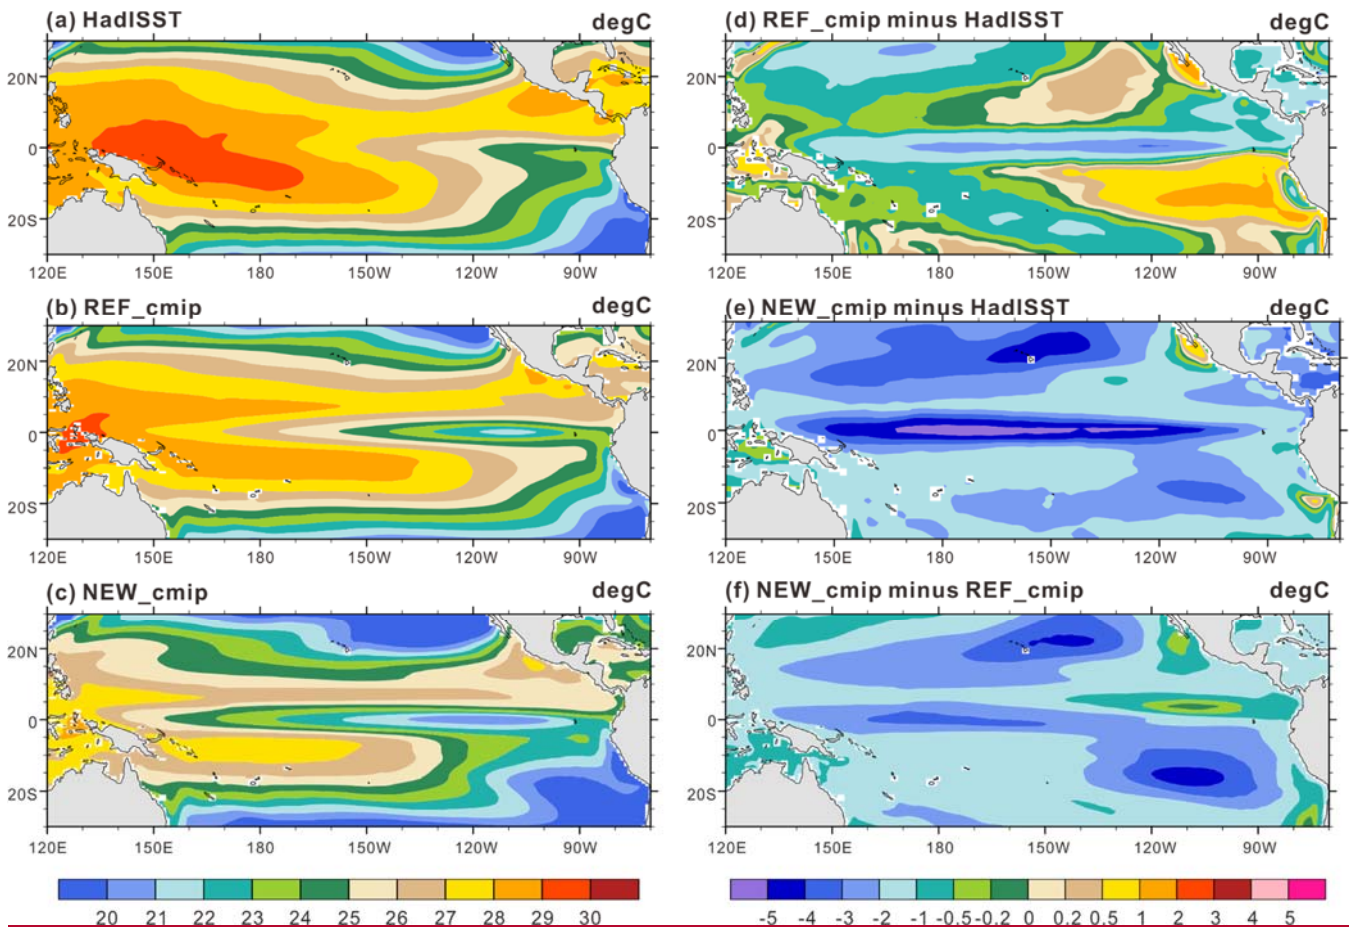 (a) HadISST degC
20N
0
20S
120E 150E 180 150W 120W 90W
(d) REF_cmip minus HadISST degC
20N
0
20S
120E 150E 180 150W 120W 90W
(b) REF_cmip degC
20N
0
20S
120E 150E 180 150W 120W 90W
(e) NEW_cmip minus HadISST degC
20N
0
20S
120E 150E 180 150W 120W 90W
(c) NEW_cmip degC
20N
0
20S
120E 150E 180 150W 120W 90W
(f) NEW_cmip minus REF_cmip degC
20N
0
20S
120E 150E 180 150W 120W 90W
20 21 22 23 24 25 26 27 28 29 30
-5 -4 -3 -2 -1 -0.5 -0.2 0 0.2 0.5 1 2 3 4 5